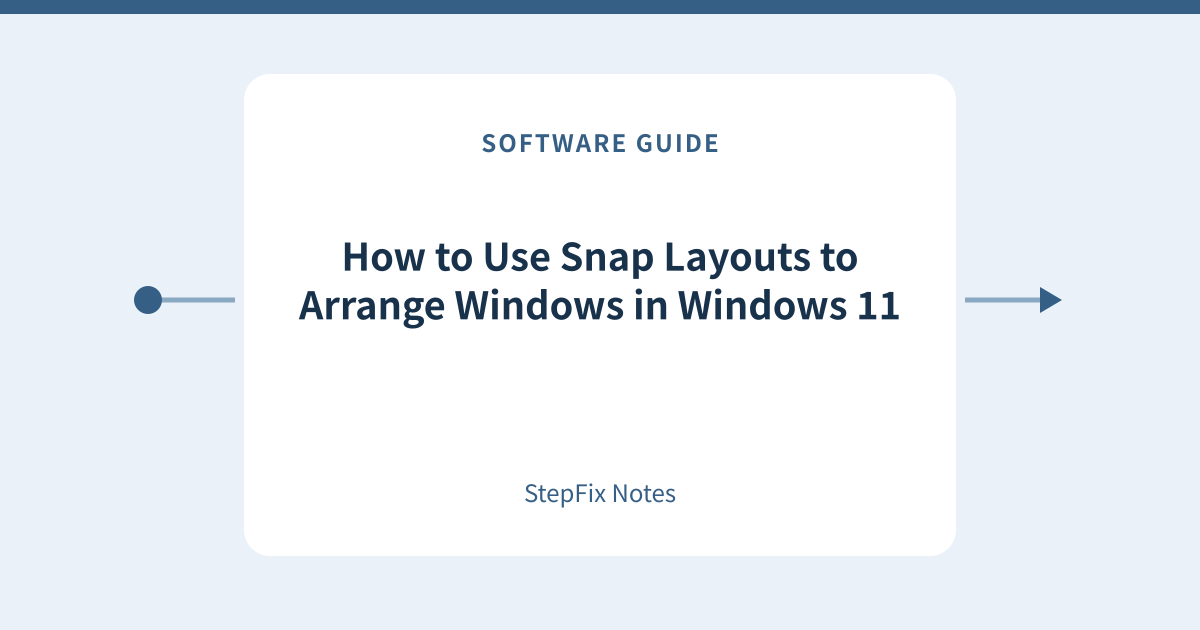 SOFTWARE GUIDE
How to Use Snap Layouts to
Arrange Windows in Windows 11
StepFix Notes